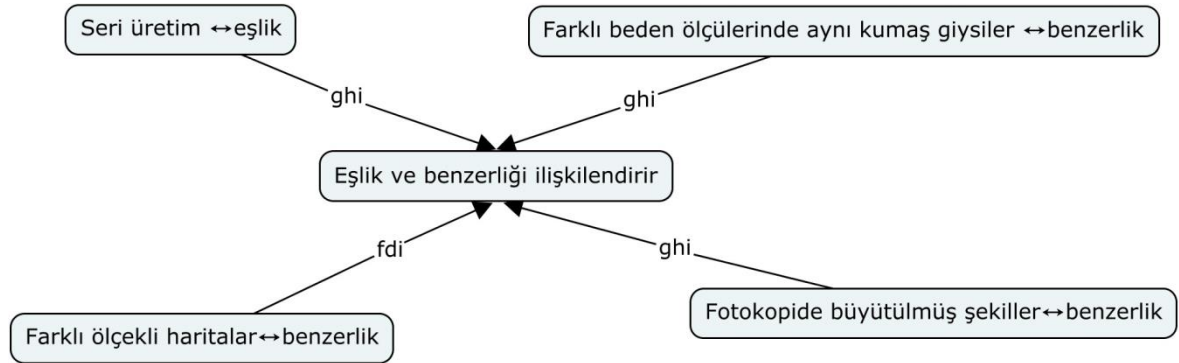 Seri üretim ↔eşlik
Farklı beden ölçülerinde aynı kumaş giysiler ↔benzerlik
ghi
ghi
Eşlik ve benzerliği ilişkilendirir
fdi
ghi
Fotokopide büyütülmüş şekiller↔benzerlik
Farklı ölçekli haritalar↔benzerlik